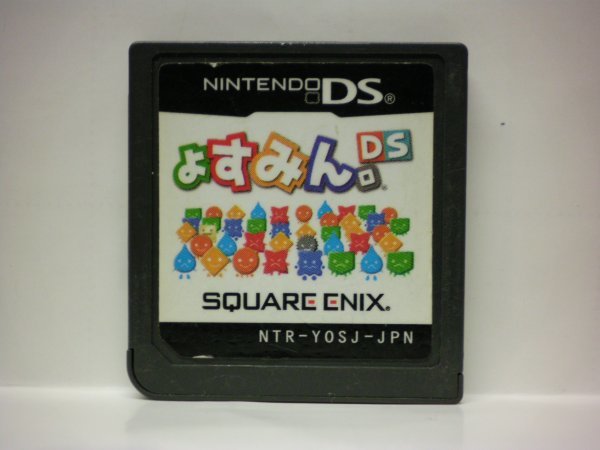 NINTENDO DS®
よすみん。DS®
SQUARE ENIX®
NTR-YOSJ-JPN